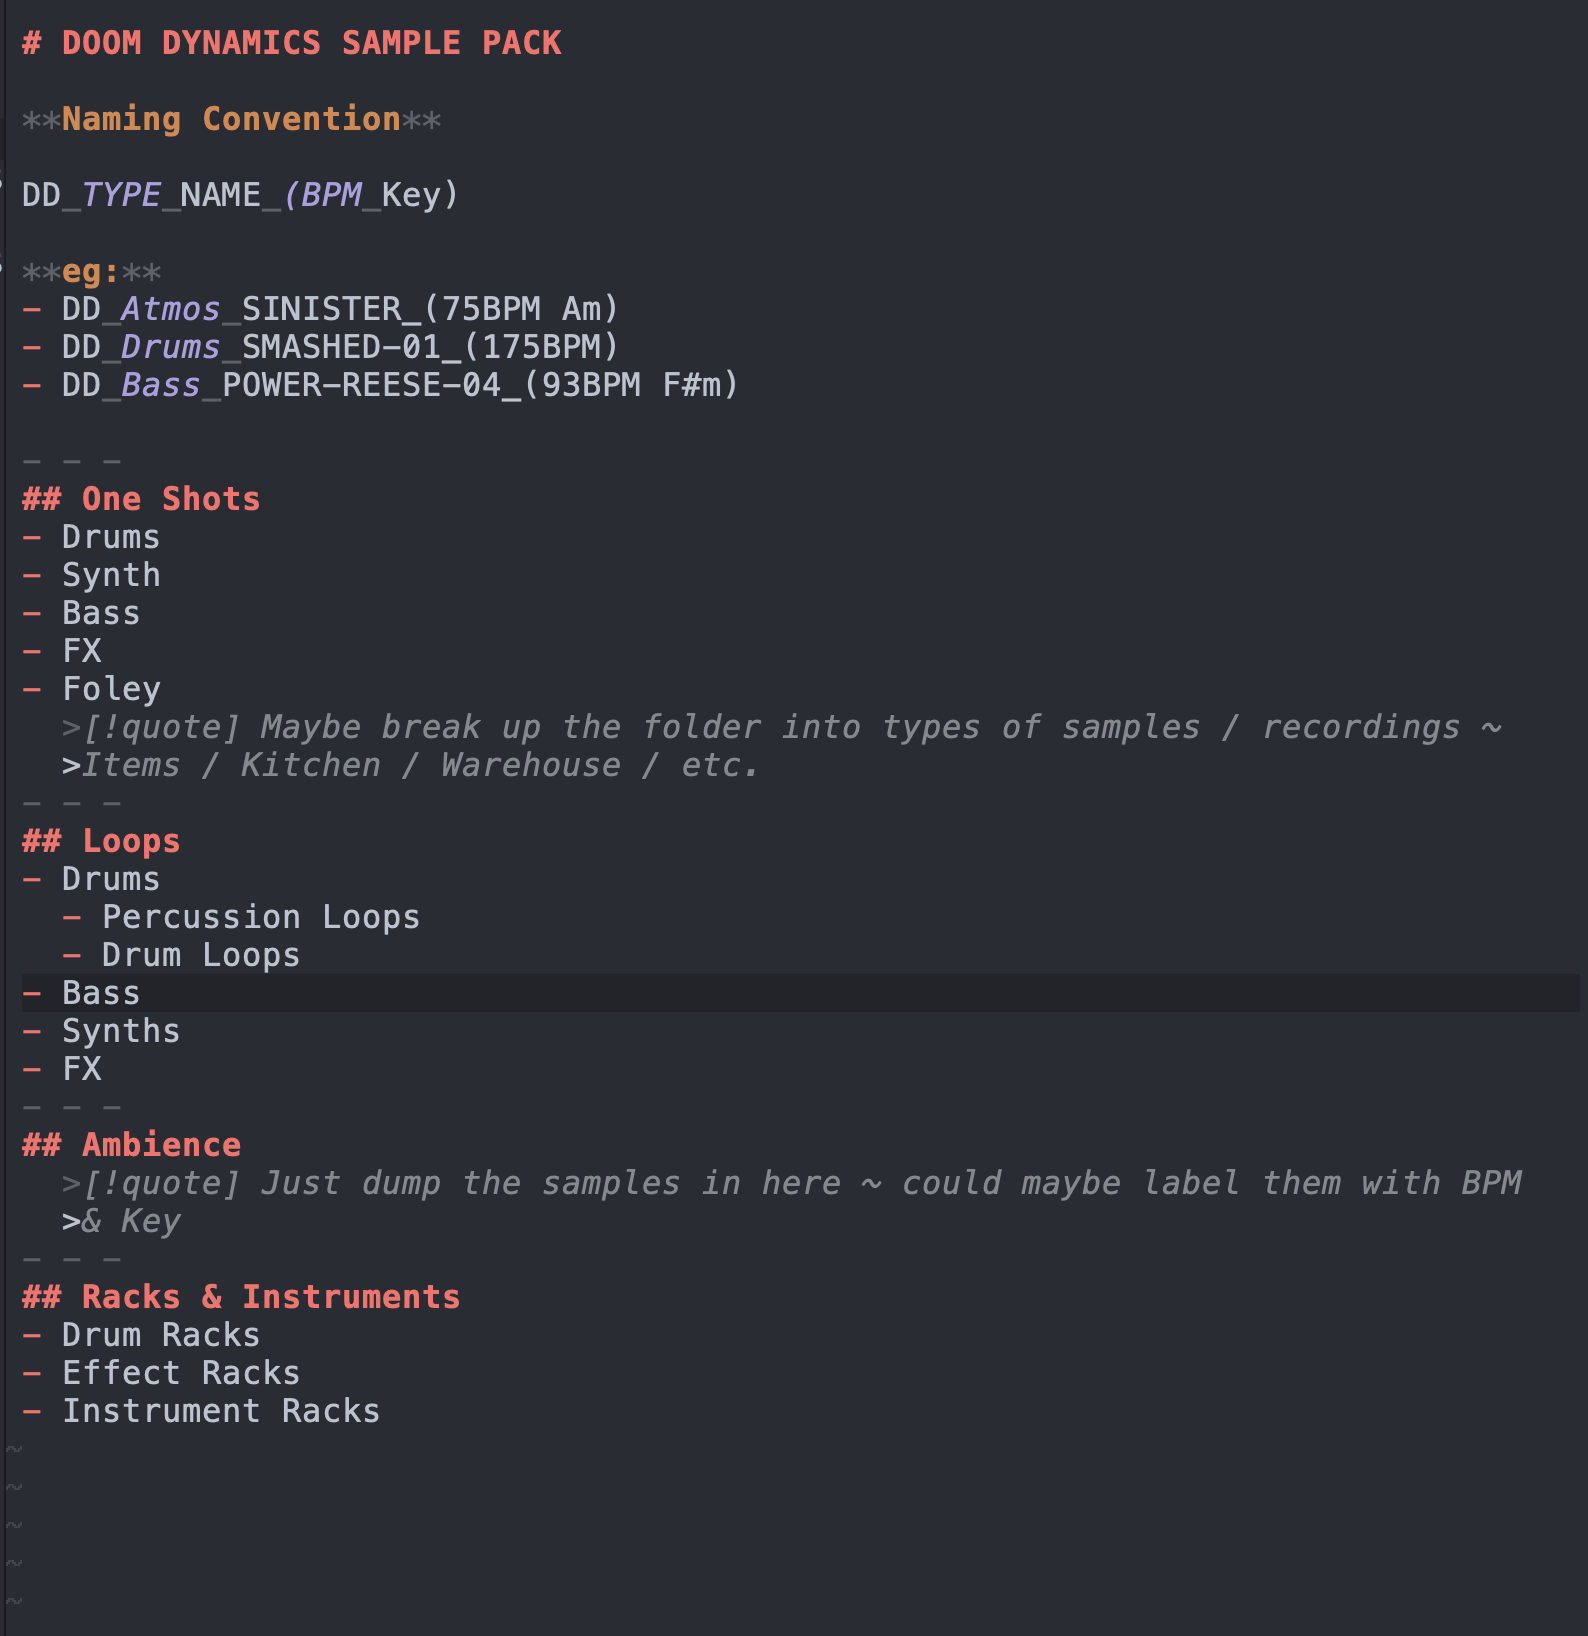 # DOOM DYNAMICS SAMPLE PACK
**Naming Convention**
DD_TYPE_NAME_(BPM_Key)
**eg:**
- DD_Atmos_SINISTER_(75BPM Am)
- DD_Drums_SMASHED-01_(175BPM)
- DD_Bass_POWER-REESE-04_(93BPM F#m)
- - -
## One Shots
- Drums
- Synth
- Bass
- FX
- Foley
  >[!quote] Maybe break up the folder into types of samples / recordings ~
  >Items / Kitchen / Warehouse / etc.
- - -
## Loops
- Drums
  - Percussion Loops
  - Drum Loops
- Bass
- Synths
- FX
- - -
## Ambience
  >[!quote] Just dump the samples in here ~ could maybe label them with BPM
  >& Key
- - -
## Racks & Instruments
- Drum Racks
- Effect Racks
- Instrument Racks
~
~
~
~
~